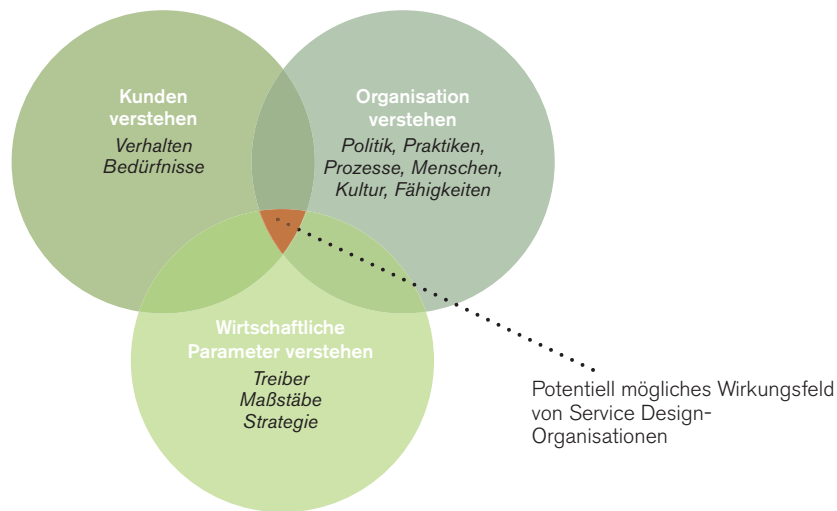 Kunden
verstehen
Verhalten
Bedürfnisse
Organisation
verstehen
Politik, Praktiken,
Prozesse, Menschen,
Kultur, Fähigkeiten
Wirtschaftliche
Parameter verstehen
Treiber
Maßstäbe
Strategie
Potentiell mögliches Wirkungsfeld
von Service Design-
Organisationen